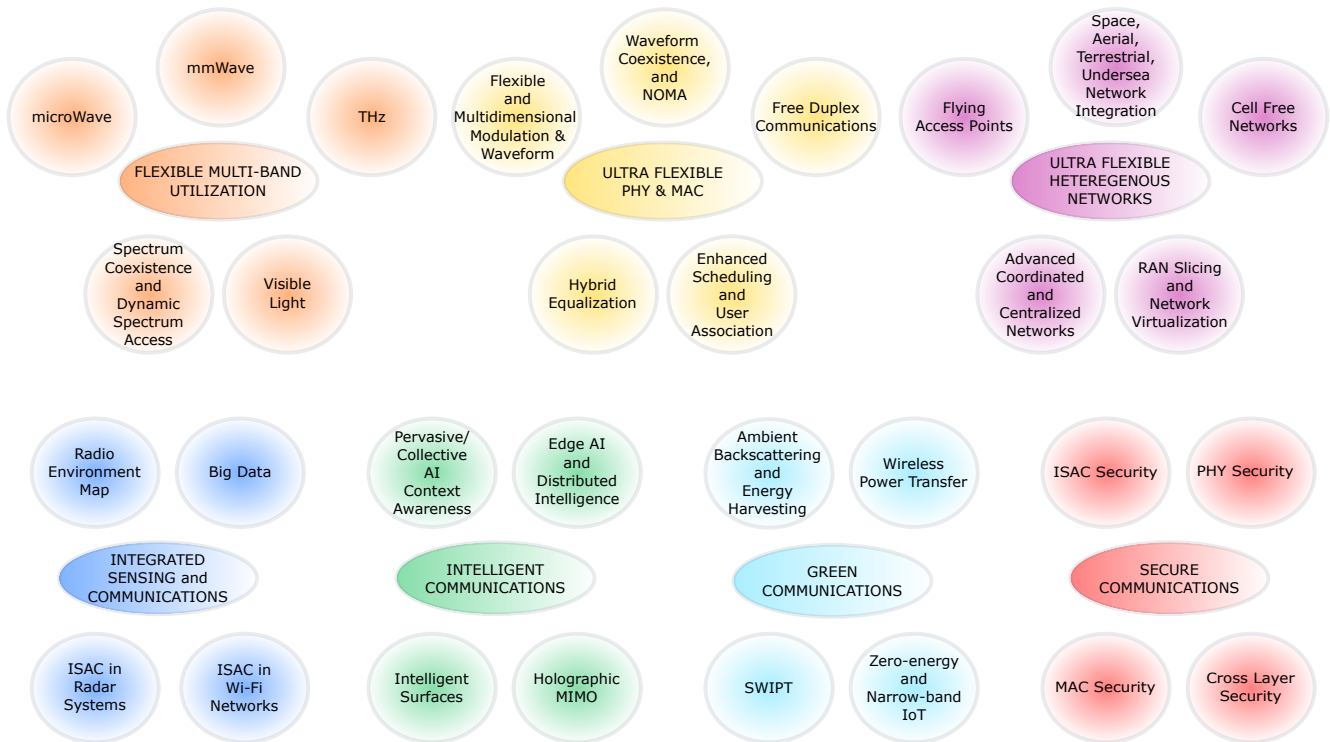 microWave
mmWave
THz
FLEXIBLE MULTI-BAND
UTILIZATION
Spectrum
Coexistence
and
Dynamic
Spectrum
Access
Visible
Light
Flexible
and
Multidimensional
Modulation &
Waveform
Waveform
Coexistence,
and
NOMA
Free Duplex
Communications
ULTRA FLEXIBLE
PHY & MAC
Hybrid
Equalization
Enhanced
Scheduling
and
User
Association
Flying
Access Points
Space,
Aerial,
Terrestrial,
Undersea
Network
Integration
Cell Free
Networks
ULTRA FLEXIBLE
HETEREGENOUS
NETWORKS
Advanced
Coordinated
and
Centralized
Networks
RAN Slicing
and
Network
Virtualization
Radio
Environment
Map
Big Data
INTEGRATED
SENSING and
COMMUNICATIONS
ISAC in
Radar
Systems
ISAC in
Wi-Fi
Networks
Pervasive/
Collective
AI
Context
Awareness
Edge AI
and
Distributed
Intelligence
INTELLIGENT
COMMUNICATIONS
Intelligent
Surfaces
Holographic
MIMO
Ambient
Backscattering
and
Energy
Harvesting
Wireless
Power Transfer
GREEN
COMMUNICATIONS
SWIPT
Zero-energy
and
Narrow-band
IoT
ISAC Security
PHY Security
SECURE
COMMUNICATIONS
MAC Security
Cross Layer
Security